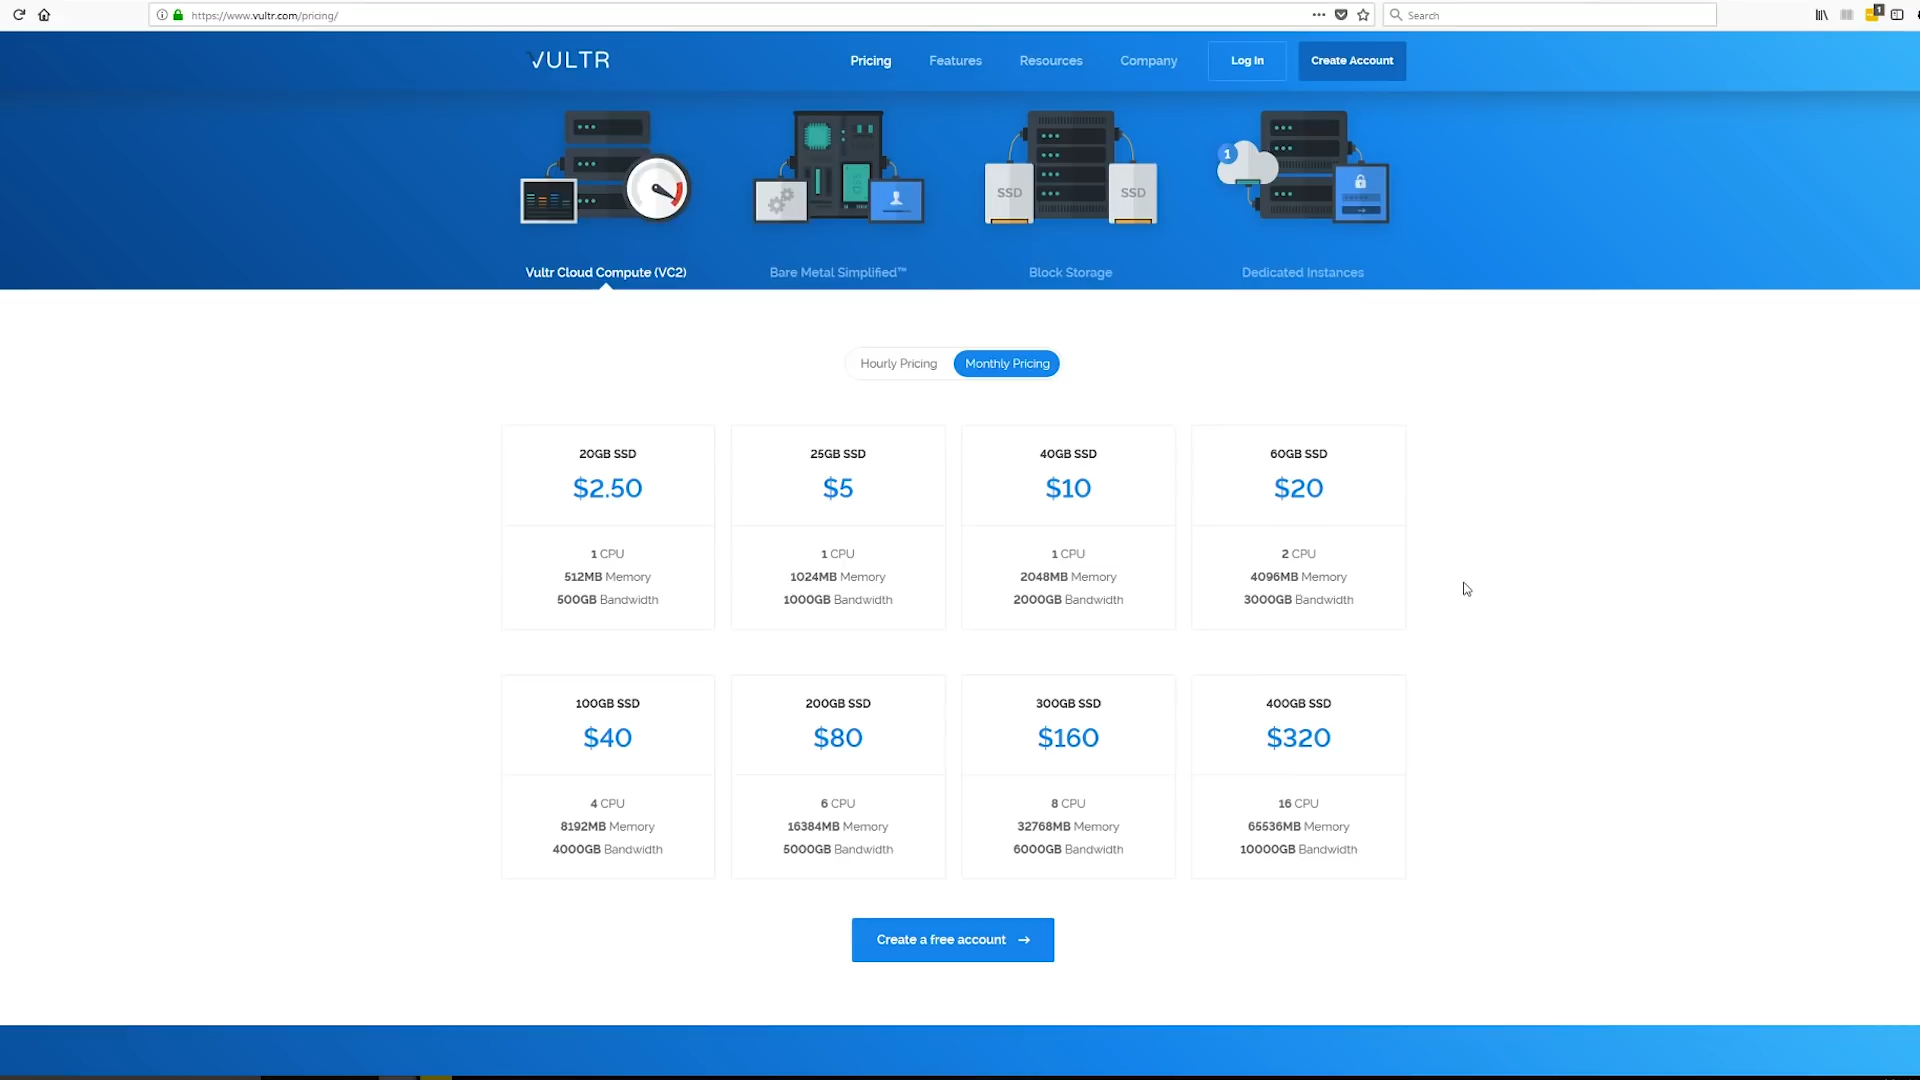 https://www.vultr.com/pricing/
Search
1
VULTR
Pricing
Features
Resources
Company
Log In
Create Account
SSD
SSD
1
Vultr Cloud Compute (VC2)
Bare Metal Simplified™
Block Storage
Dedicated Instances
Hourly Pricing
Monthly Pricing
20GB SSD
$2.50
1 CPU
512MB Memory
500GB Bandwidth
25GB SSD
$5
1 CPU
1024MB Memory
1000GB Bandwidth
40GB SSD
$10
1 CPU
2048MB Memory
2000GB Bandwidth
60GB SSD
$20
2 CPU
4096MB Memory
3000GB Bandwidth
100GB SSD
$40
4 CPU
8192MB Memory
4000GB Bandwidth
200GB SSD
$80
6 CPU
16384MB Memory
5000GB Bandwidth
300GB SSD
$160
8 CPU
32768MB Memory
6000GB Bandwidth
400GB SSD
$320
16 CPU
65536MB Memory
10000GB Bandwidth
Create a free account →